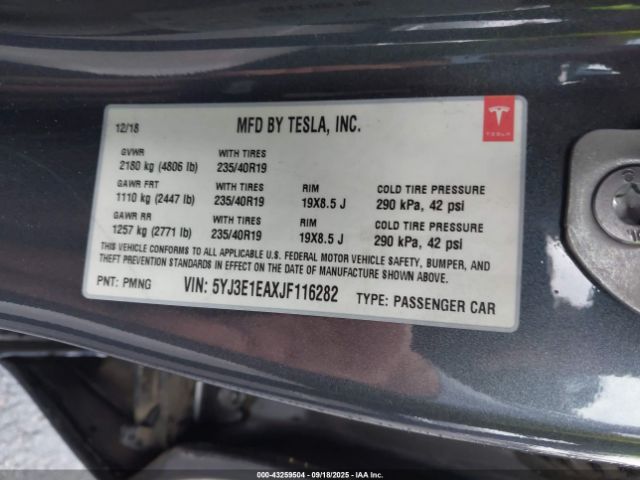 12/18 MFD BY TESLA, INC.
TESLA
GVWR WITH TIRES
2180 kg (4806 lb) 235/40R19
GAWR FRT WITH TIRES RIM COLD TIRE PRESSURE
1110 kg (2447 lb) 235/40R19 19X8.5 J 290 kPa, 42 psi
GAWR RR WITH TIRES RIM COLD TIRE PRESSURE
1257 kg (2771 lb) 235/40R19 19X8.5 J 290 kPa, 42 psi
THIS VEHICLE CONFORMS TO ALL APPLICABLE U.S. FEDERAL MOTOR VEHICLE SAFETY, BUMPER, AND
THEFT PREVENTION STANDARDS IN EFFECT ON THE DATE OF MANUFACTURE SHOWN ABOVE.
PNT: PMNG VIN: 5YJ3E1EAXJF116282 TYPE: PASSENGER CAR
000-43259504 - 09/18/2025 - IAA Inc.